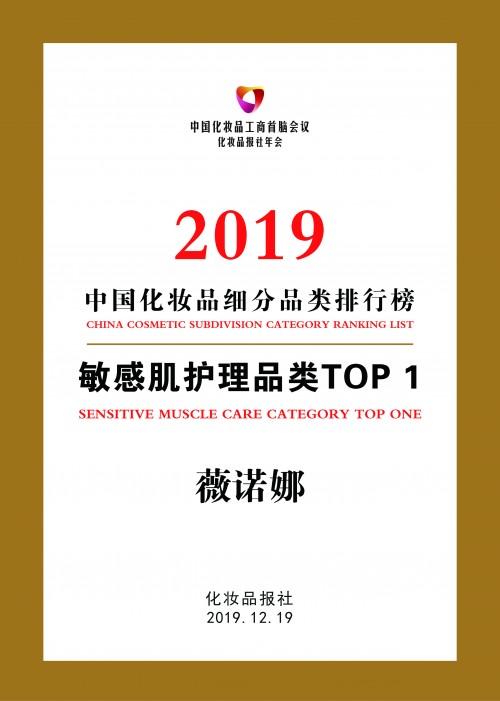 中国化妆品工商首脑会议
化妆品报社年会
2019
中国化妆品细分品类排行榜
CHINA COSMETIC SUBDIVISION CATEGORY RANKING LIST
敏感肌护理品类TOP 1
SENSITIVE MUSCLE CARE CATEGORY TOP ONE
薇诺娜
化妆品报社
2019.12.19